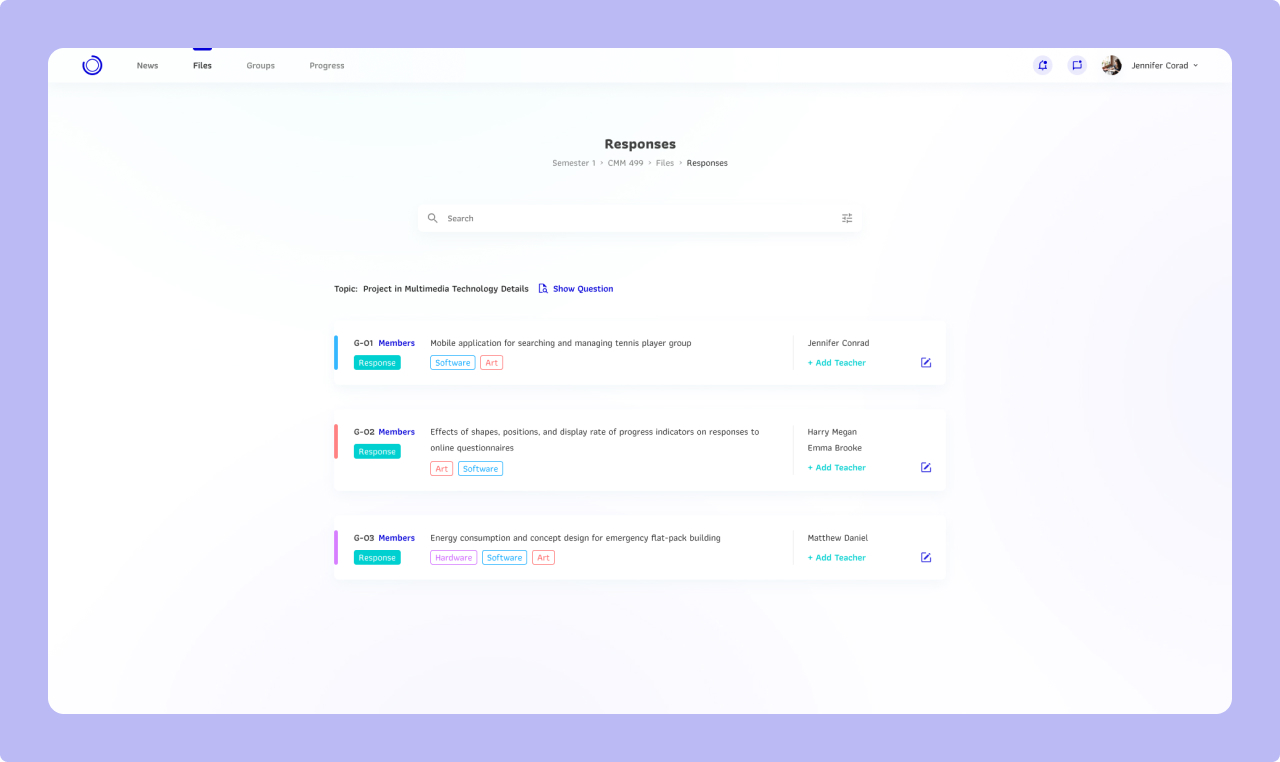 News Files Groups Progress Jennifer Corad
Responses
Semester 1 › CMM 499 › Files › Responses
Search
Topic: Project in Multimedia Technology Details Show Question
G-01 Members Mobile application for searching and managing tennis player group Jennifer Conrad
Response Software Art + Add Teacher
G-02 Members Effects of shapes, positions, and display rate of progress indicators on responses to Harry Megan
Response online questionnaires Emma Brooke
Art Software + Add Teacher
G-03 Members Energy consumption and concept design for emergency flat-pack building Matthew Daniel
Response Hardware Software Art + Add Teacher